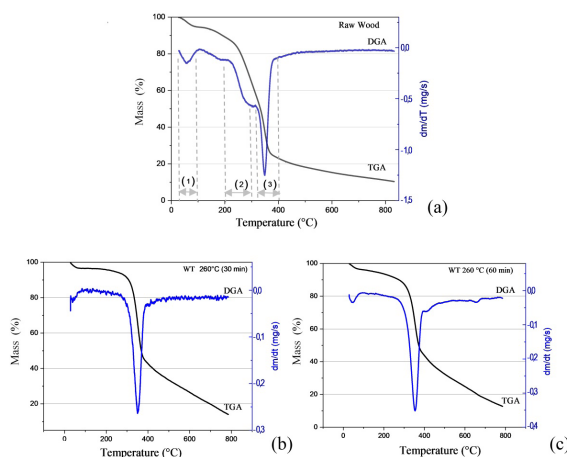 Raw Wood
DGA
TGA
Mass (%)
100
80
60
40
20
0
0,0
-0,5
-1,0
-1,5
dm/dT (mg/s)
(1)
(2)
(3)
0
200
400
600
800
Temperature (°C)
(a)
WT 260°C (30 min)
DGA
TGA
Mass (%)
100
80
60
40
20
0,0
0,1
0,2
0,3
dm/dt (mg/s)
0
200
400
600
800
Temperature (°C)
(b)
WT 260 °C (60 min)
DGA
TGA
Mass (%)
100
80
60
40
20
0
0,0
-0,1
-0,2
-0,3
-0,4
dm/dt (mg/s)
0
200
400
600
800
Temperature (°C)
(c)